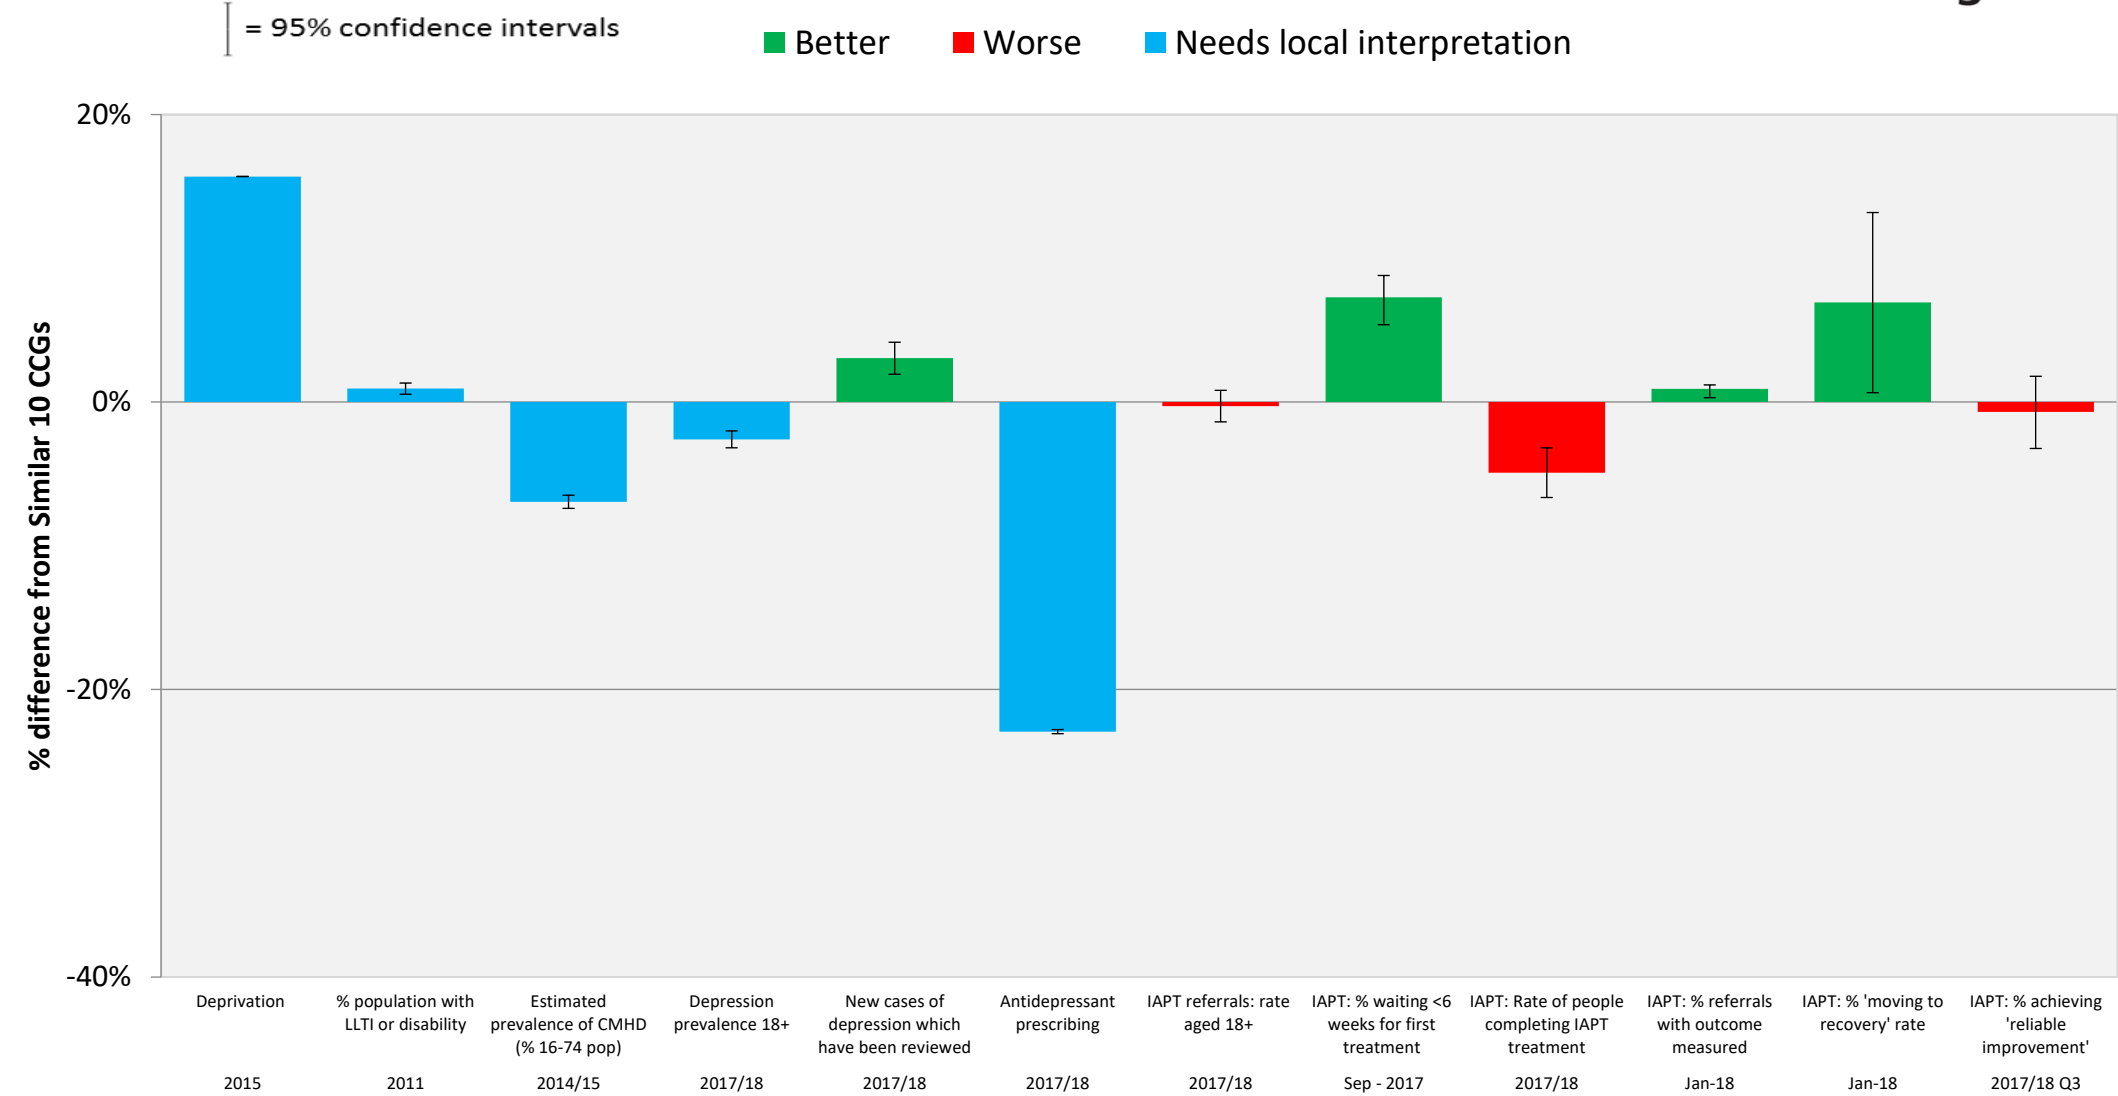 = 95% confidence intervals
Better
Worse
Needs local interpretation
% difference from Similar 10 CCGs
20%
0%
-20%
-40%
Deprivation
2015
% population with
LLTI or disability
2011
Estimated
prevalence of CMHD
(% 16-74 pop)
2014/15
Depression
prevalence 18+
2017/18
New cases of
depression which
have been reviewed
2017/18
Antidepressant
prescribing
2017/18
IAPT referrals: rate
aged 18+
2017/18
IAPT: % waiting <6
weeks for first
treatment
Sep - 2017
IAPT: Rate of people
completing IAPT
treatment
2017/18
IAPT: % referrals
with outcome
measured
Jan-18
IAPT: % 'moving to
recovery' rate
Jan-18
IAPT: % achieving
'reliable
improvement'
2017/18 Q3